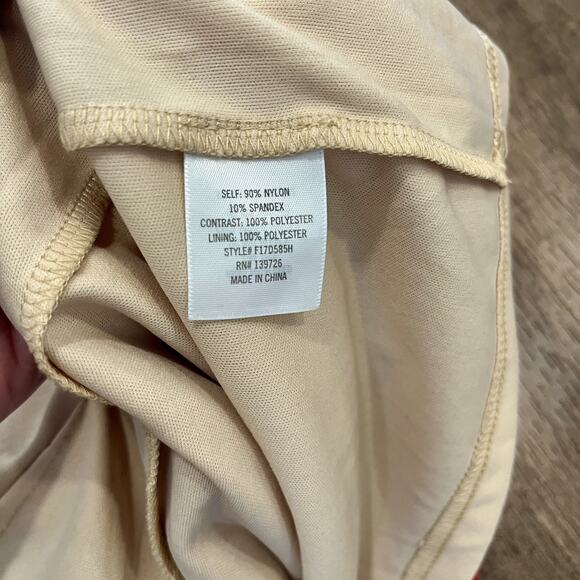 SELF: 90% NYLON
10% SPANDEX
CONTRAST: 100% POLYESTER
LINING: 100% POLYESTER
STYLE# F17D585H
RN# 139726
MADE IN CHINA